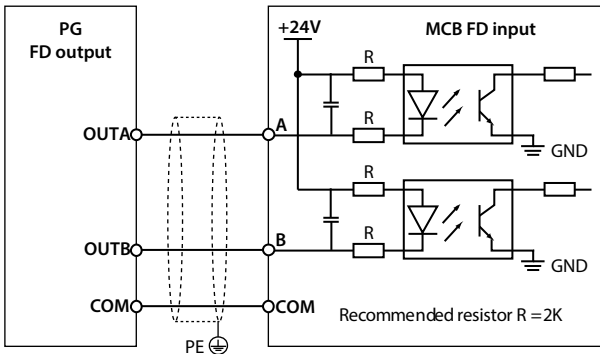 PG
FD output
+24V
MCB FD input
R
OUTA
A
R
GND
R
OUTB
B
R
GND
COM
COM
Recommended resistor R = 2K
PE